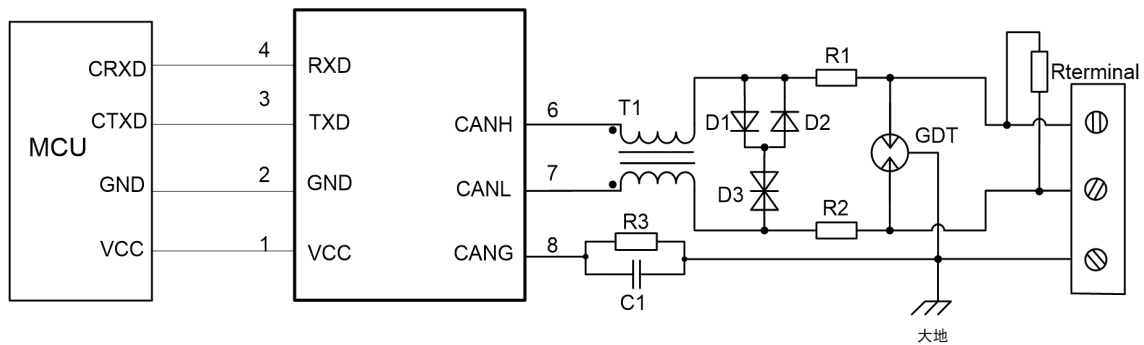 MCU
CRXD
CTXD
GND
VCC
4
3
2
1
RXD
TXD
GND
VCC
CANH
CANL
CANG
6
7
8
T1
R3
C1
D1
D2
D3
R1
R2
GDT
Rterminal
大地